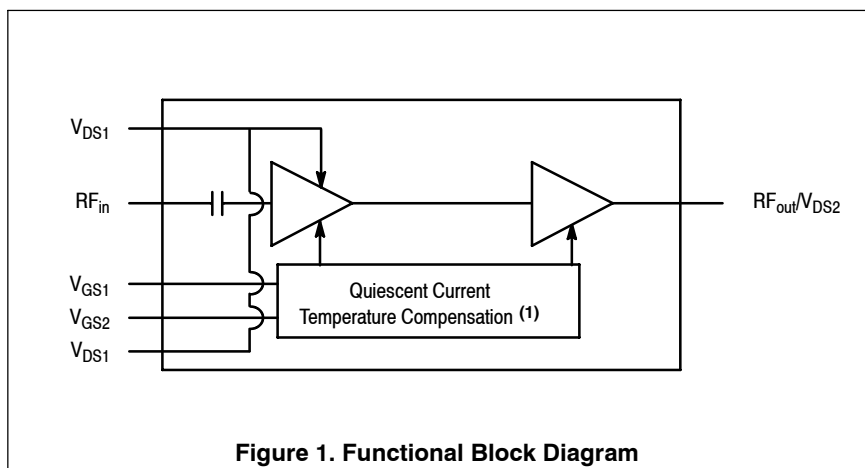 V_DS1
RF_in
RF_out/V_DS2
V_GS1
V_GS2
V_DS1
Quiescent Current
Temperature Compensation (1)
Figure 1. Functional Block Diagram